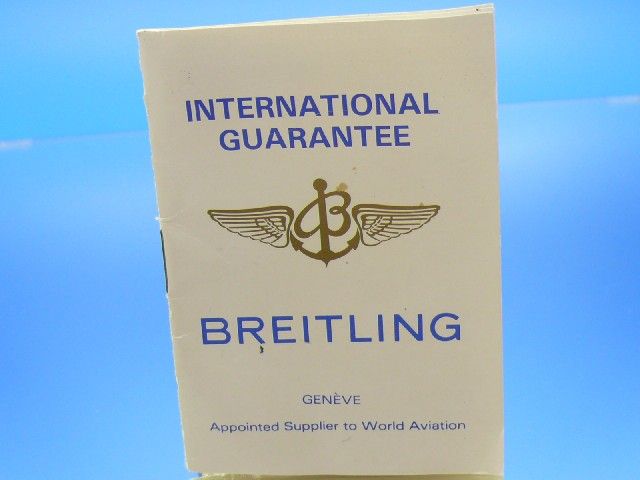 INTERNATIONAL
GUARANTEE
B
BREITLING
GENÈVE
Appointed Supplier to World Aviation